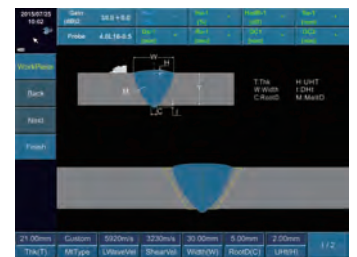 2015/07/25
10:02
Gain
(dB)
50.0 + 0.0
Probe
4.0L16-0.5
WorkPiece
Back
Next
Finish
W
H
M
T
C
I
T:Thk H:UHT
W:Width I:DHt
C:RootD M:MeltD
21.00mm Custom 5920m/s 3230m/s 30.00mm 5.00mm 2.00mm
Thk(T) MtType LWaveVel ShearVel Width(W) RootD(C) UHt(H) 1/2